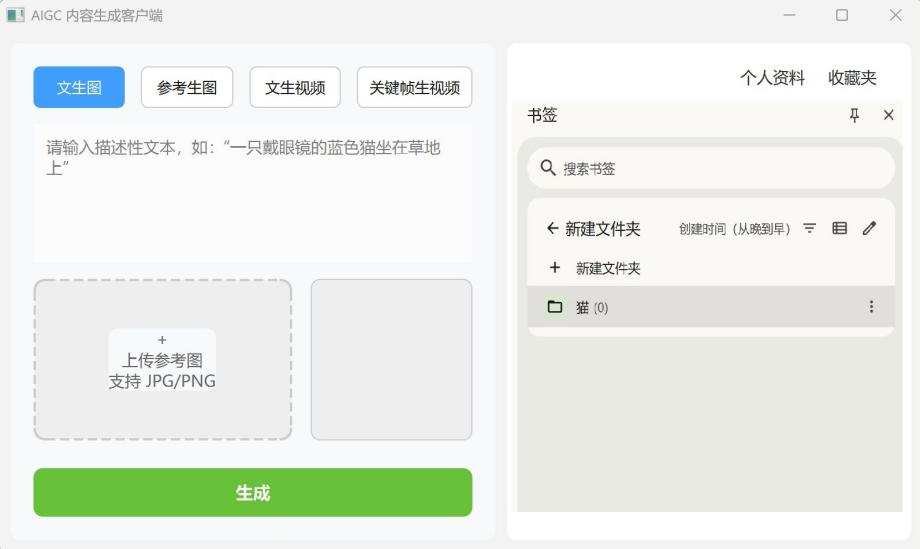 AIGC 内容生成客户端
文生图 参考生图 文生视频 关键帧生视频
请输入描述性文本，如：“一只戴眼镜的蓝色猫坐在草地
上”
+
上传参考图
支持 JPG/PNG
生成
个人资料 收藏夹
书签
搜索书签
新建文件夹 创建时间（从晚到早）
+ 新建文件夹
猫 (0)